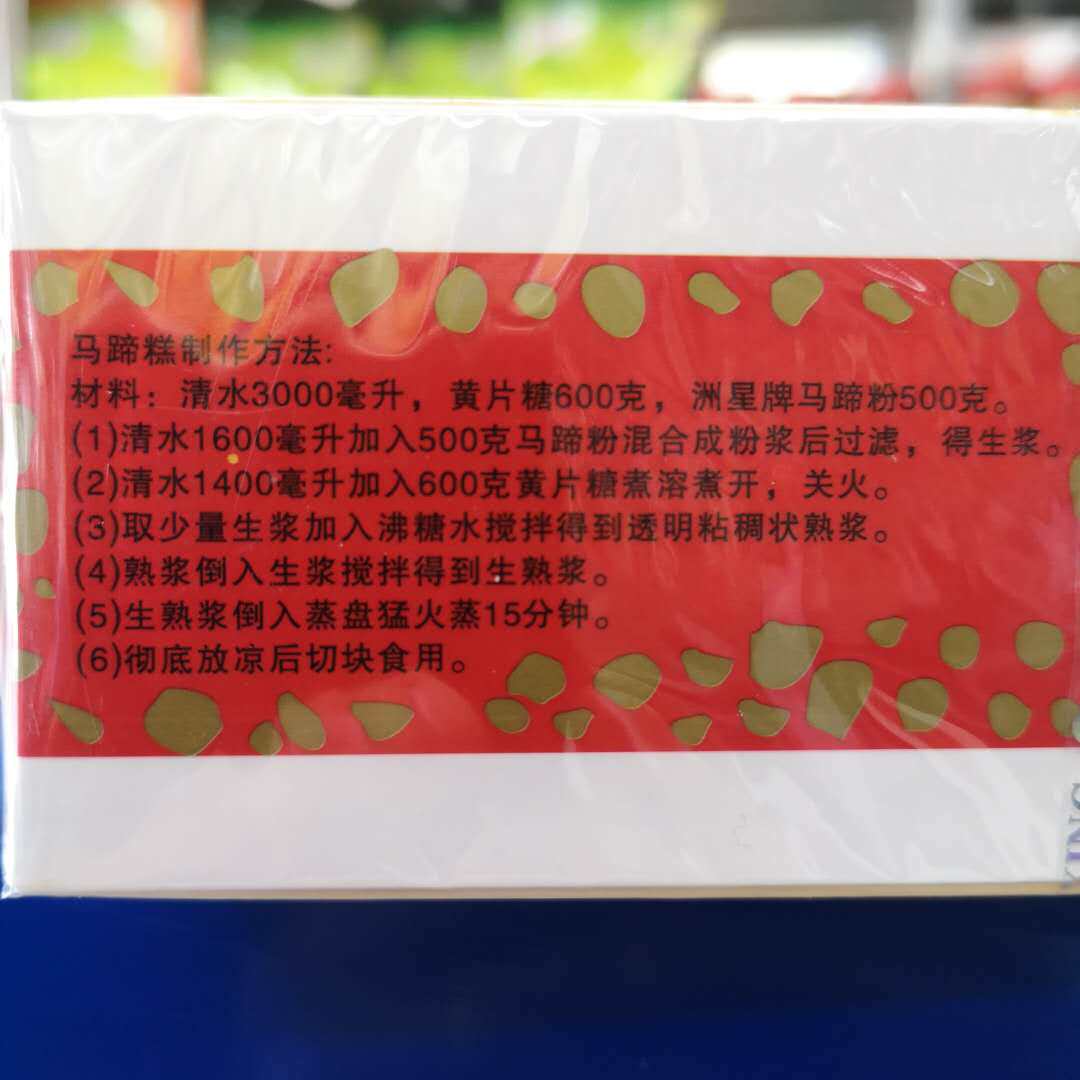 马蹄糕制作方法:
材料：清水3000毫升，黄片糖600克，洲星牌马蹄粉500克。
(1)清水1600毫升加入500克马蹄粉混合成粉浆后过滤，得生浆。
(2)清水1400毫升加入600克黄片糖煮溶煮开，关火。
(3)取少量生浆加入沸糖水搅拌得到透明粘稠状熟浆。
(4)熟浆倒入生浆搅拌得到生熟浆。
(5)生熟浆倒入蒸盘猛火蒸15分钟。
(6)彻底放凉后切块食用。